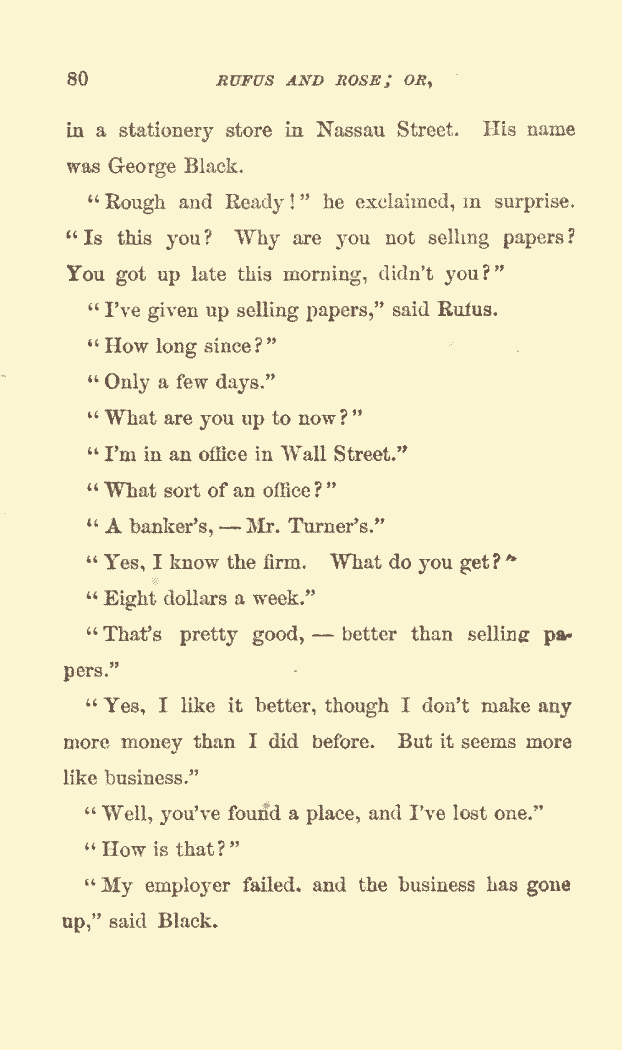 80 RUFUS AND ROSE; OR,
in a stationery store in Nassau Street. His name
was George Black.
"Rough and Ready!" he exclaimed, in surprise.
"Is this you? Why are you not selling papers?
You got up late this morning, didn't you?"
"I've given up selling papers," said Rufus.
"How long since?"
"Only a few days."
"What are you up to now?"
"I'm in an office in Wall Street."
"What sort of an office?"
"A banker's, — Mr. Turner's."
"Yes, I know the firm. What do you get?"
"Eight dollars a week."
"That's pretty good, — better than selling pa-
pers."
"Yes, I like it better, though I don't make any
more money than I did before. But it seems more
like business."
"Well, you've found a place, and I've lost one."
"How is that?"
"My employer failed. and the business has gone
up," said Black.